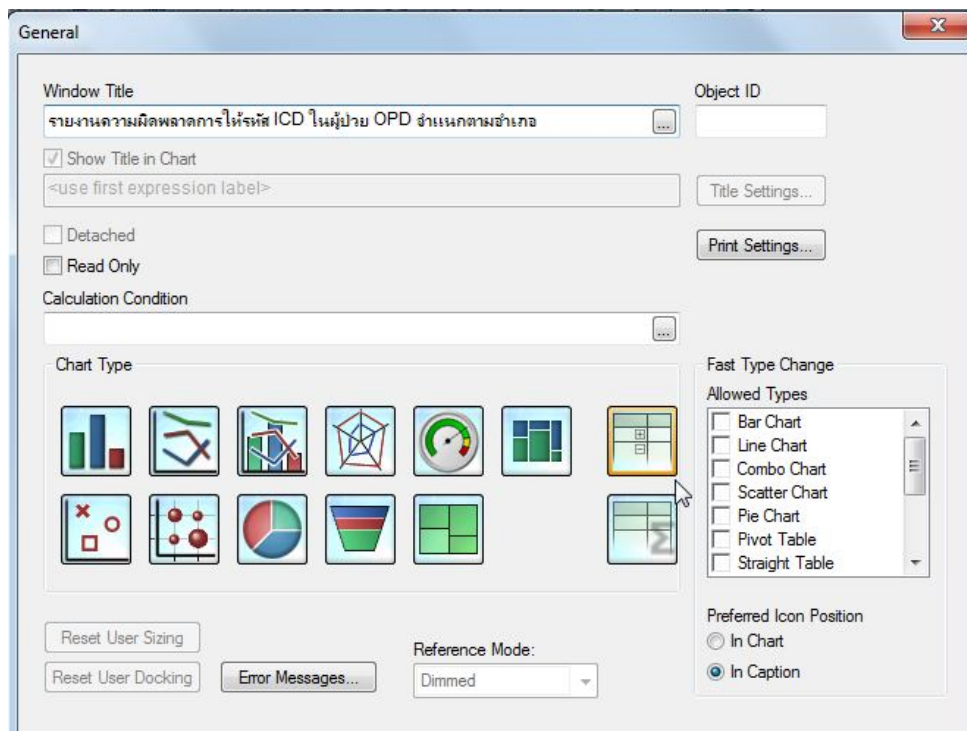 General
Window Title
Object ID
รายงานความผิดพลาดการให้รหัส ICD ในผู้ป่วย OPD จำแนกตามอำเภอ
...
Show Title in Chart
<use first expression label>
Title Settings...
Detached
Print Settings...
Read Only
Calculation Condition
...
Chart Type
Fast Type Change
Allowed Types
Bar Chart
Line Chart
Combo Chart
Scatter Chart
Pie Chart
Pivot Table
Straight Table
Preferred Icon Position
In Chart
In Caption
Reset User Sizing
Reset User Docking
Error Messages...
Reference Mode:
Dimmed